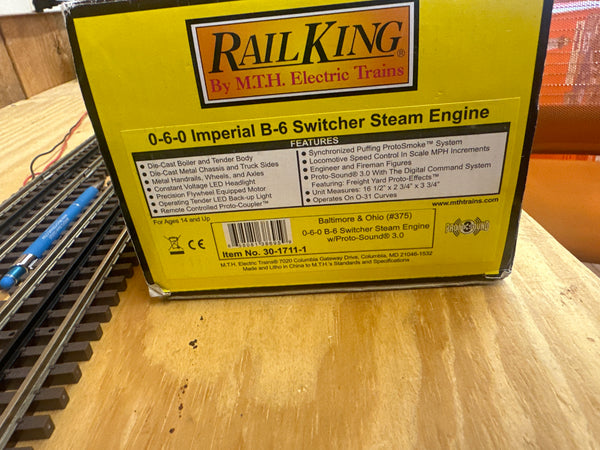 RAILKING®
By M.T.H. Electric Trains
0-6-0 Imperial B-6 Switcher Steam Engine
FEATURES
• Die-Cast Boiler and Tender Body
• Die-Cast Metal Chassis and Truck Sides
• Metal Handrails, Wheels, and Axles
• Constant Voltage LED Headlight
• Precision Flywheel Equipped Motor
• Operating Tender LED Back-up Light
• Remote Controlled Proto-Coupler™
• Synchronized Puffing ProtoSmoke™ System
• Locomotive Speed Control In Scale MPH Increments
• Engineer and Fireman Figures
• Proto-Sound® 3.0 With The Digital Command System
Featuring: Freight Yard Proto-Effects™
• Unit Measures: 16 1/2" x 2 3/4" x 3 3/4"
• Operates On O-31 Curves
Ages 14 and Up
www.mthtrains.com
CE
Item No. 30-1711-1
Baltimore & Ohio (#375)
0-6-0 B-6 Switcher Steam Engine
w/Proto-Sound® 3.0
PROTO SOUND
M.T.H. Electric Trains® 7020 Columbia Gateway Drive, Columbia, MD 21046-1532
Made and Litho in China to M.T.H.'s Standards and Specifications